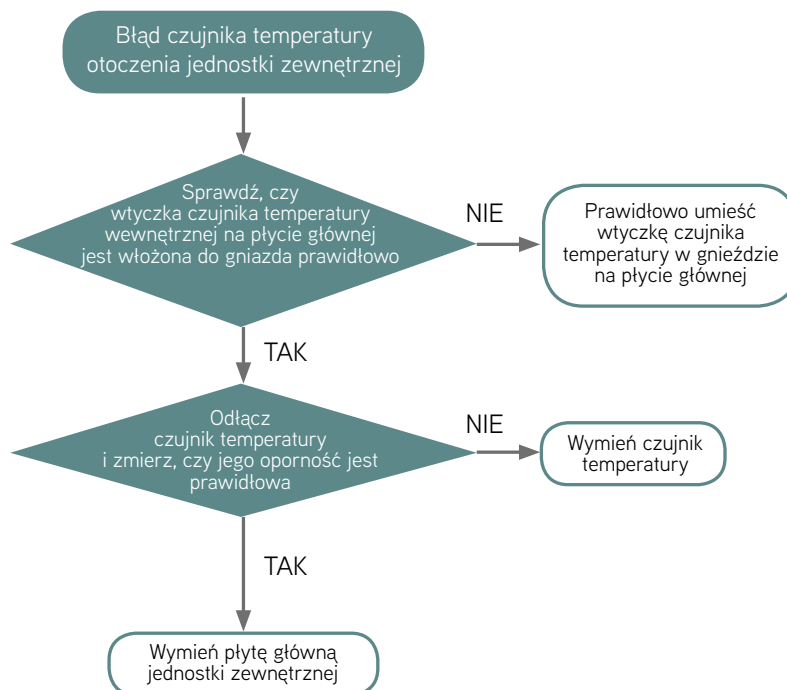 Błąd czujnika temperatury
otoczenia jednostki zewnętrznej
Sprawdź, czy
wtyczka czujnika temperatury
wewnętrznej na płycie głównej
jest włożona do gniazda prawidłowo
NIE
Prawidłowo umieść
wtyczkę czujnika
temperatury w gnieździe
na płycie głównej
TAK
Odłącz
czujnik temperatury
i zmierz, czy jego oporność jest
prawidłowa
NIE
Wymień czujnik
temperatury
TAK
Wymień płytę główną
jednostki zewnętrznej